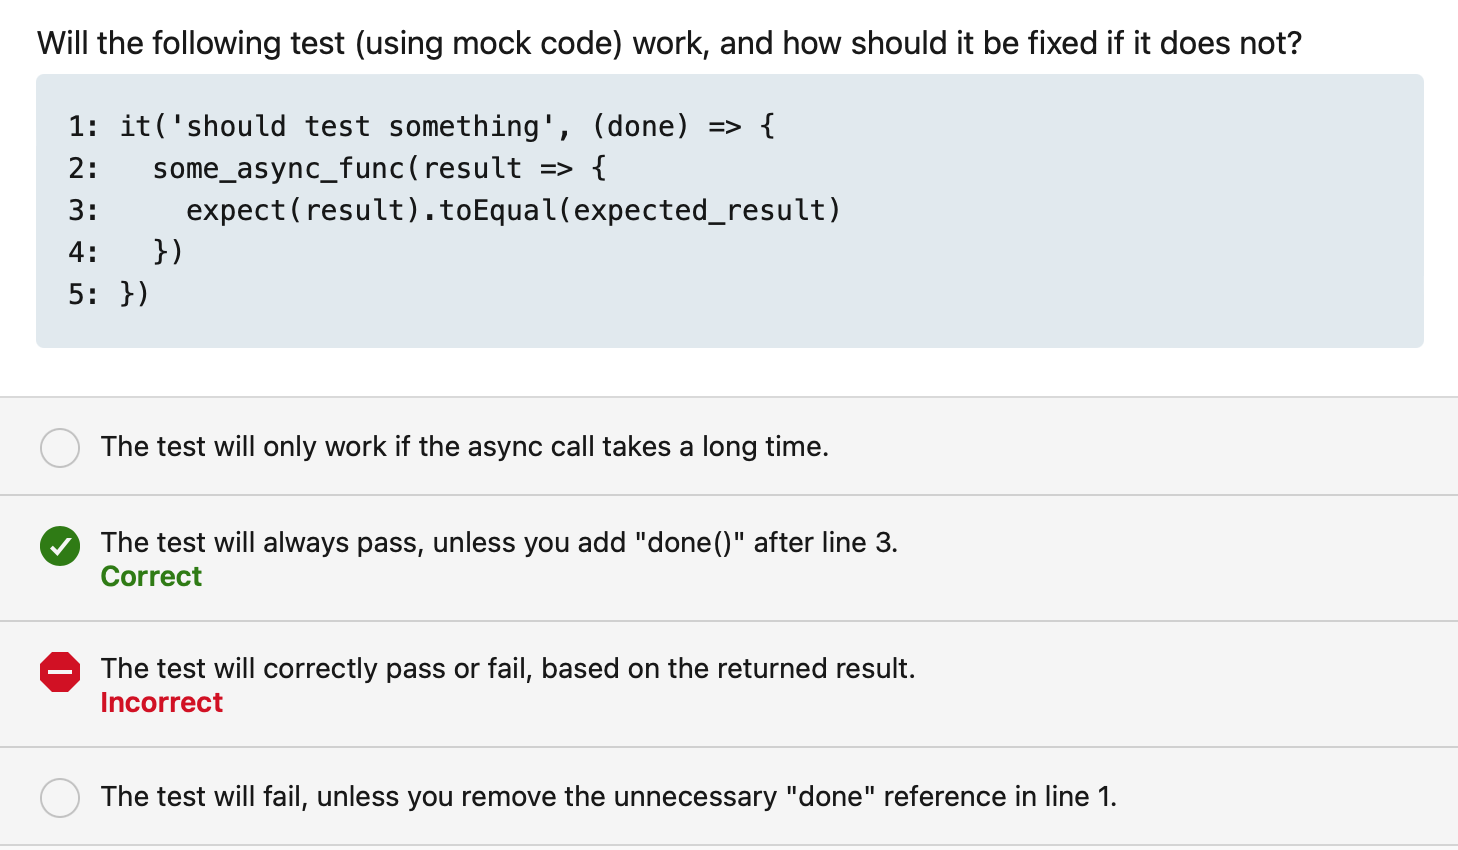 Will the following test (using mock code) work, and how should it be fixed if it does not?
1: it('should test something', (done) => {
2:   some_async_func(result => {
3:     expect(result).toEqual(expected_result)
4:   })
5: })
The test will only work if the async call takes a long time.
The test will always pass, unless you add "done()" after line 3.
Correct
The test will correctly pass or fail, based on the returned result.
Incorrect
The test will fail, unless you remove the unnecessary "done" reference in line 1.